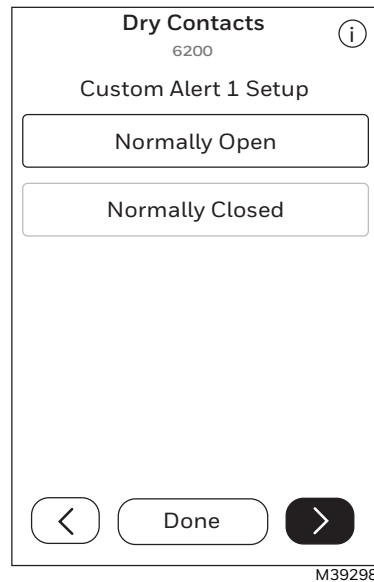 Dry Contacts
i
6200
Custom Alert 1 Setup
Normally Open
Normally Closed
Done
M39298